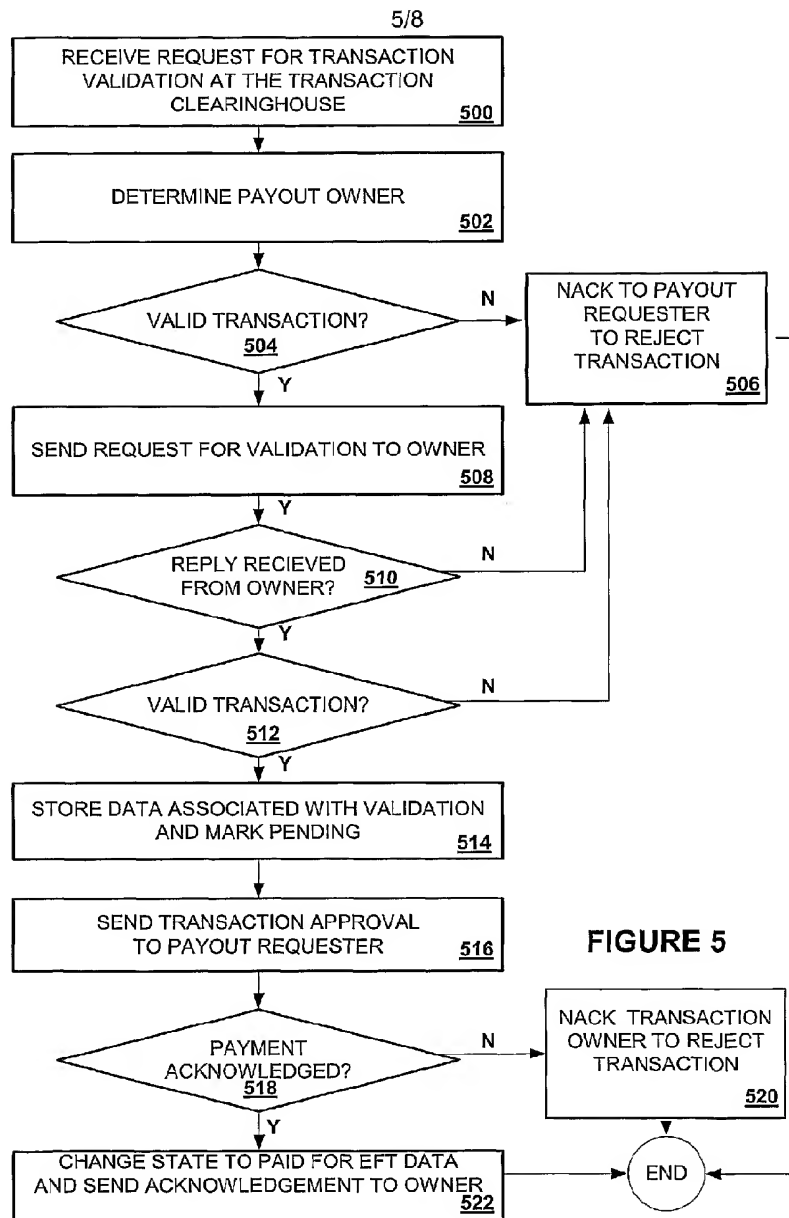 5/8
RECEIVE REQUEST FOR TRANSACTION
VALIDATION AT THE TRANSACTION
CLEARINGHOUSE
500
DETERMINE PAYOUT OWNER
502
VALID TRANSACTION?
504
N
Y
NACK TO PAYOUT
REQUESTER
TO REJECT
TRANSACTION
506
SEND REQUEST FOR VALIDATION TO OWNER
508
Y
REPLY RECIEVED
FROM OWNER?
510
N
Y
VALID TRANSACTION?
512
N
Y
STORE DATA ASSOCIATED WITH VALIDATION
AND MARK PENDING
514
SEND TRANSACTION APPROVAL
TO PAYOUT REQUESTER
516
FIGURE 5
PAYMENT
ACKNOWLEDGED?
518
N
Y
NACK TRANSACTION
OWNER TO REJECT
TRANSACTION
520
CHANGE STATE TO PAID FOR EFT DATA
AND SEND ACKNOWLEDGEMENT TO OWNER
522
END